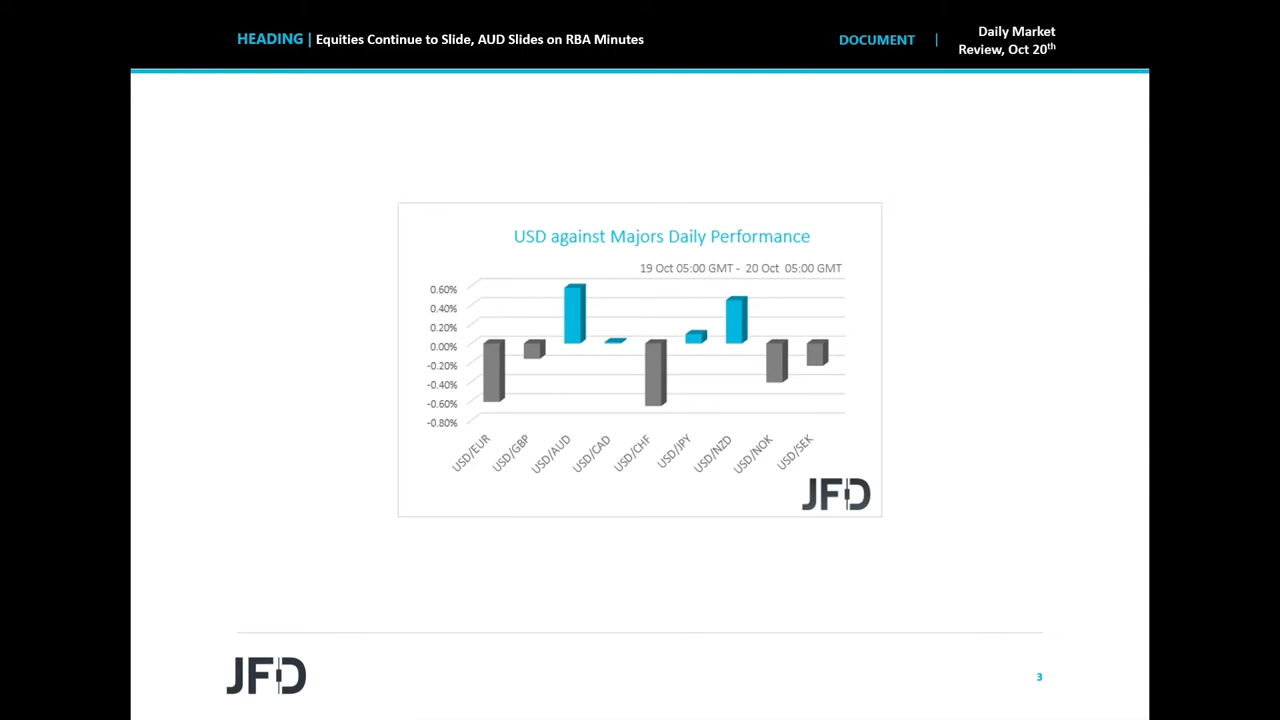 HEADING | Equities Continue to Slide, AUD Slides on RBA Minutes
DOCUMENT |
Daily Market
Review, Oct 20th
USD against Majors Daily Performance
19 Oct 05:00 GMT - 20 Oct 05:00 GMT
0.60%
0.40%
0.20%
0.00%
-0.20%
-0.40%
-0.60%
-0.80%
USD/EUR
USD/GBP
USD/AUD
USD/CAD
USD/CHF
USD/JPY
USD/NZD
USD/NOK
USD/SEK
JFD
JFD
3